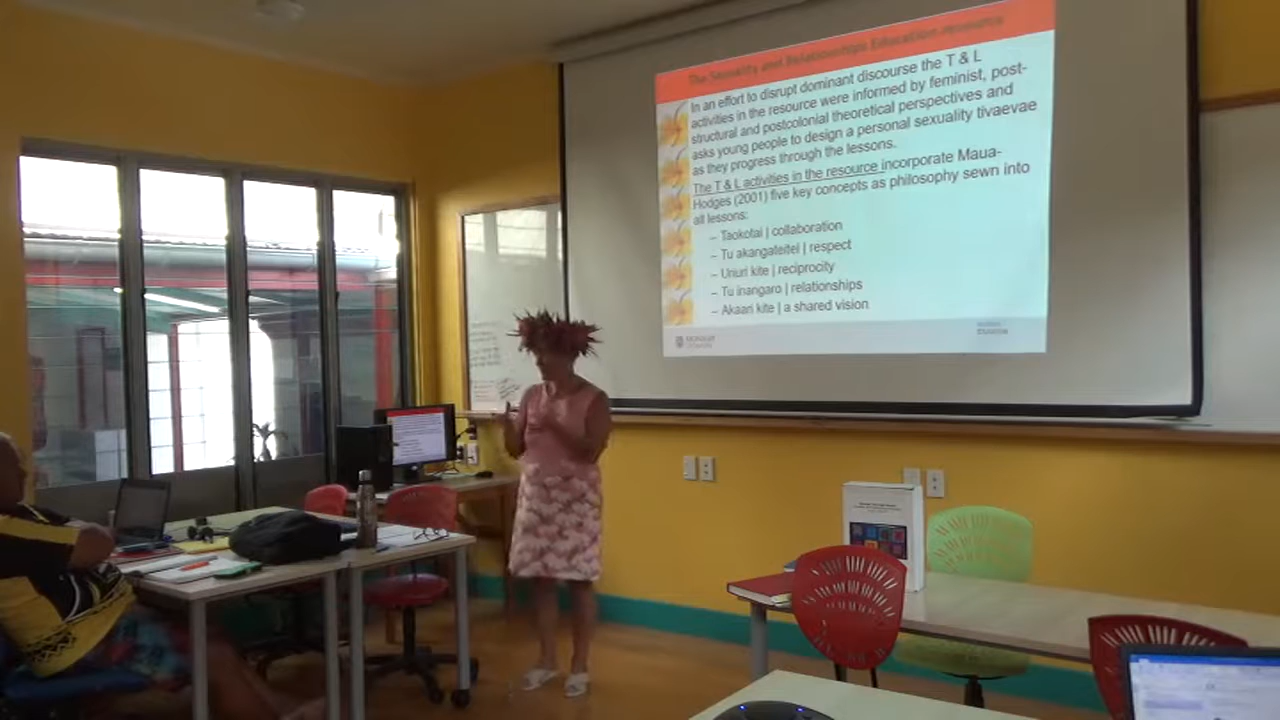 The Sexuality and Relationships Education resource
In an effort to disrupt dominant discourse the T & L
activities in the resource were informed by feminist, post-
structural and postcolonial theoretical perspectives and
asks young people to design a personal sexuality tivaevae
as they progress through the lessons.
The T & L activities in the resource incorporate Maua-
Hodges (2001) five key concepts as philosophy sewn into
all lessons:
– Taokotai | collaboration
– Tu akangateitei | respect
– Uriuri kite | reciprocity
– Tu inangaro | relationships
– Akaari kite | a shared vision
MONASH